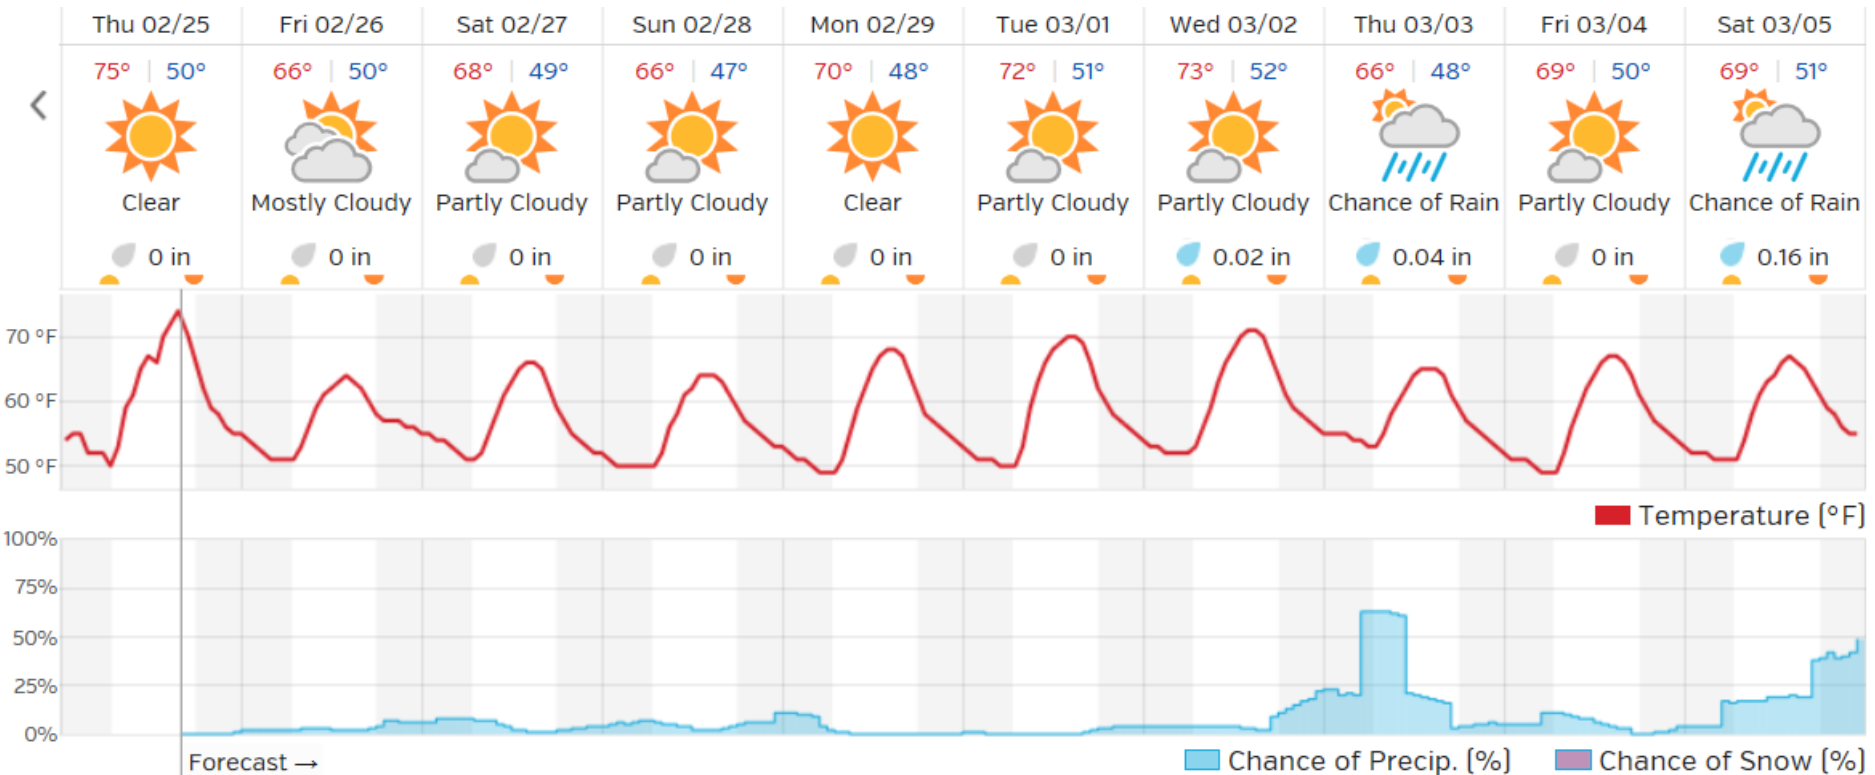 Thu 02/25 Fri 02/26 Sat 02/27 Sun 02/28 Mon 02/29 Tue 03/01 Wed 03/02 Thu 03/03 Fri 03/04 Sat 03/05
75° | 50° 66° | 50° 68° | 49° 66° | 47° 70° | 48° 72° | 51° 73° | 52° 66° | 48° 69° | 50° 69° | 51°
Clear Mostly Cloudy Partly Cloudy Partly Cloudy Clear Partly Cloudy Partly Cloudy Chance of Rain Partly Cloudy Chance of Rain
0 in 0 in 0 in 0 in 0 in 0 in 0.02 in 0.04 in 0 in 0.16 in
70 °F
60 °F
50 °F
Temperature (°F)
100%
75%
50%
25%
0%
Forecast → Chance of Precip. (%) Chance of Snow (%)